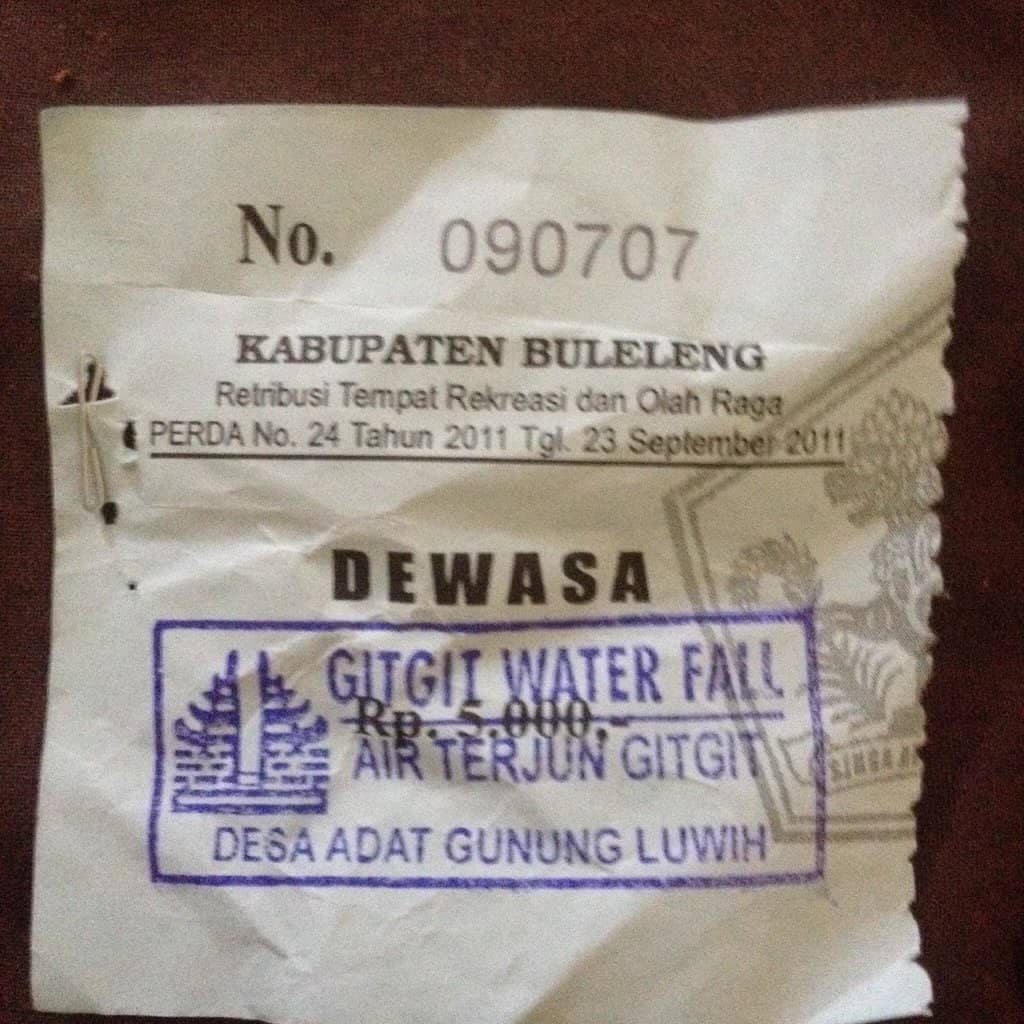 No. 090707
KABUPATEN BULELENG
Retribusi Tempat Rekreasi dan Olah Raga
PERDA No. 24 Tahun 2011 Tgl. 23 September 2011
DEWASA
GITGIT WATER FALL
Rp. 5.000,-
AIR TERJUN GITGIT
DESA ADAT GUNUNG LUWIH